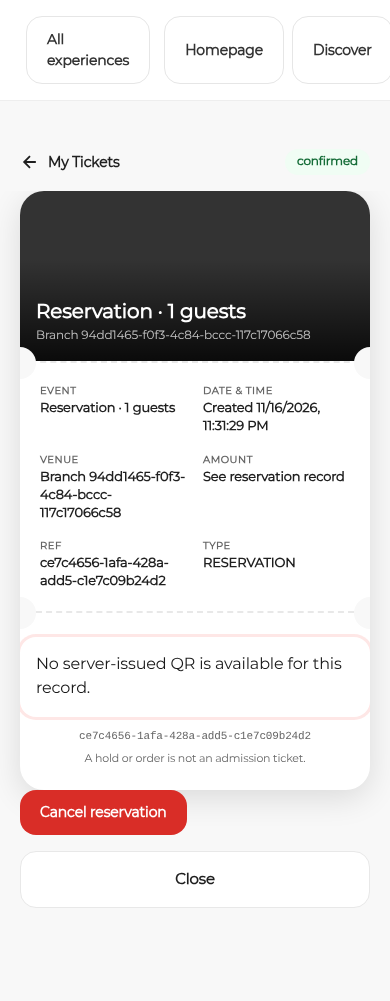 All
experiences
Homepage
Discover
My Tickets
confirmed
Reservation · 1 guests
Branch 94dd1465-f0f3-4c84-bccc-117c17066c58
EVENT
Reservation · 1 guests
DATE & TIME
Created 11/16/2026,
11:31:29 PM
VENUE
Branch 94dd1465-f0f3-
4c84-bccc-
117c17066c58
AMOUNT
See reservation record
REF
ce7c4656-1afa-428a-
add5-c1e7c09b24d2
TYPE
RESERVATION
No server-issued QR is available for this
record.
ce7c4656-1afa-428a-add5-c1e7c09b24d2
A hold or order is not an admission ticket.
Cancel reservation
Close